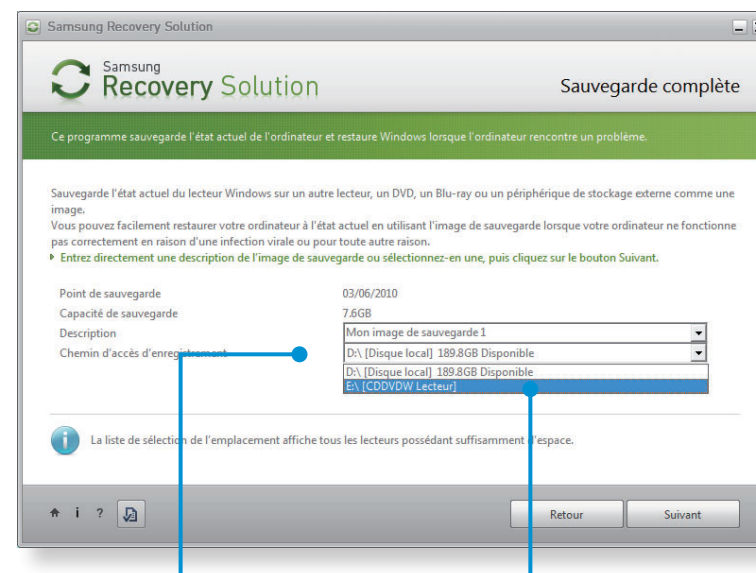 Samsung Recovery Solution
Samsung
Recovery Solution
Sauvegarde complète
Ce programme sauvegarde l'état actuel de l'ordinateur et restaure Windows lorsque l'ordinateur rencontre un problème.
Sauvegarde l'état actuel du lecteur Windows sur un autre lecteur, un DVD, un Blu-ray ou un périphérique de stockage externe comme une
image.
Vous pouvez facilement restaurer votre ordinateur à l'état actuel en utilisant l'image de sauvegarde lorsque votre ordinateur ne fonctionne
pas correctement en raison d'une infection virale ou pour toute autre raison.
Entrez directement une description de l'image de sauvegarde ou sélectionnez-en une, puis cliquez sur le bouton Suivant.
Point de sauvegarde 03/06/2010
Capacité de sauvegarde 7.6GB
Description Mon image de sauvegarde 1
Chemin d'accès d'enregistrement D:\ [Disque local] 189.8GB Disponible
D:\ [Disque local] 189.8GB Disponible
E:\ [CDDVDW Lecteur]
i La liste de sélection de l'emplacement affiche tous les lecteurs possédant suffisamment d'espace.
i ? Retour Suivant